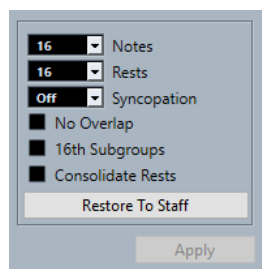 16 Notes
16 Rests
Off Syncopation
No Overlap
16th Subgroups
Consolidate Rests
Restore To Staff
Apply